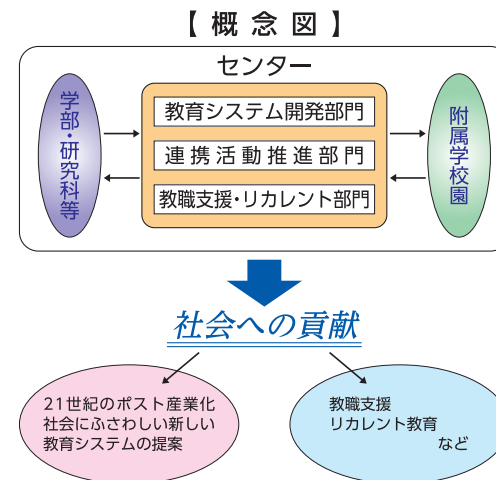 【概念図】
センター
学部・研究科等
教育システム開発部門
連携活動推進部門
教職支援・リカレント部門
附属学校園
社会への貢献
21世紀のポスト産業化
社会にふさわしい新しい
教育システムの提案
教職支援
リカレント教育
など